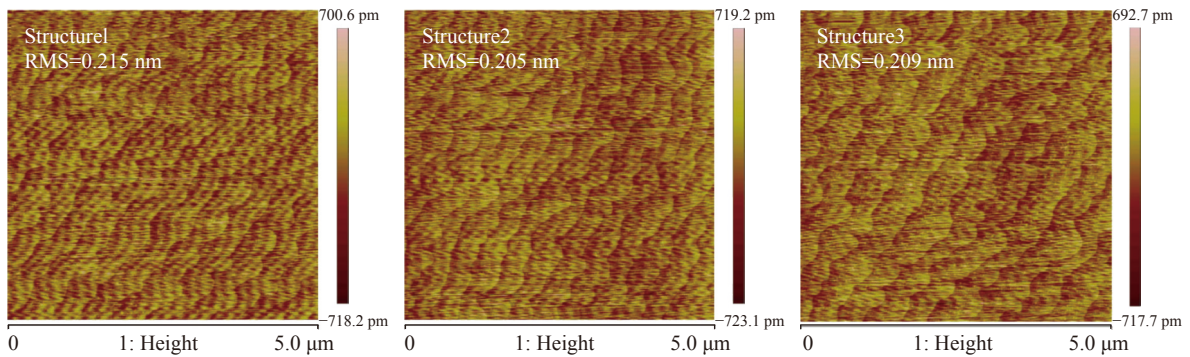 700.6 pm
Structure1
RMS=0.215 nm
−718.2 pm
0
1: Height
5.0 μm
719.2 pm
Structure2
RMS=0.205 nm
−723.1 pm
0
1: Height
5.0 μm
692.7 pm
Structure3
RMS=0.209 nm
−717.7 pm
0
1: Height
5.0 μm